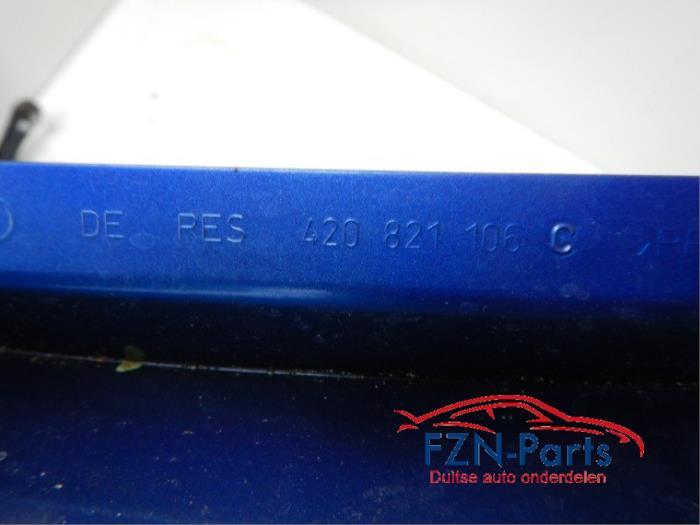 DE RES 420 821 106 C
FZN-Parts
Duitse auto onderdelen